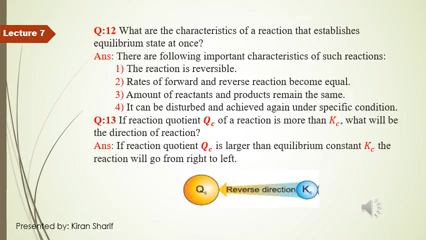 Lecture 7
Q:12 What are the characteristics of a reaction that establishes
equilibrium state at once?
Ans: There are following important characteristics of such reactions:
1) The reaction is reversible.
2) Rates of forward and reverse reaction become equal.
3) Amount of reactants and products remain the same.
4) It can be disturbed and achieved again under specific condition.
Q:13 If reaction quotient Qc of a reaction is more than Kc, what will be
the direction of reaction?
Ans: If reaction quotient Qc is larger than equilibrium constant Kc the
reaction will go from right to left.
Qc Reverse direction Kc
Presented by: Kiran Sharif